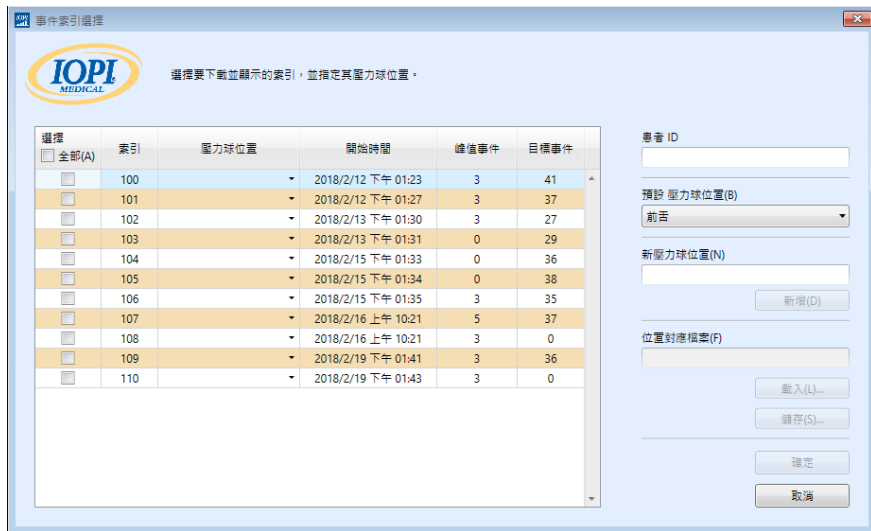 IOPI 事件索引選擇
IOPI
MEDICAL
選擇要下載並顯示的索引，並指定其壓力球位置。
選擇
全部(A)
索引 壓力球位置 開始時間 峰值事件 目標事件
100 2018/2/12 下午 01:23 3 41
101 2018/2/12 下午 01:27 3 37
102 2018/2/13 下午 01:30 3 27
103 2018/2/13 下午 01:31 0 29
104 2018/2/15 下午 01:33 0 36
105 2018/2/15 下午 01:34 0 38
106 2018/2/15 下午 01:35 3 35
107 2018/2/16 上午 10:21 5 37
108 2018/2/16 上午 10:21 3 0
109 2018/2/19 下午 01:41 3 36
110 2018/2/19 下午 01:43 3 0
患者 ID
預設 壓力球位置(B)
前舌
新壓力球位置(N)
新增(D)
位置對應檔案(F)
載入(L)...
儲存(S)...
確定
取消